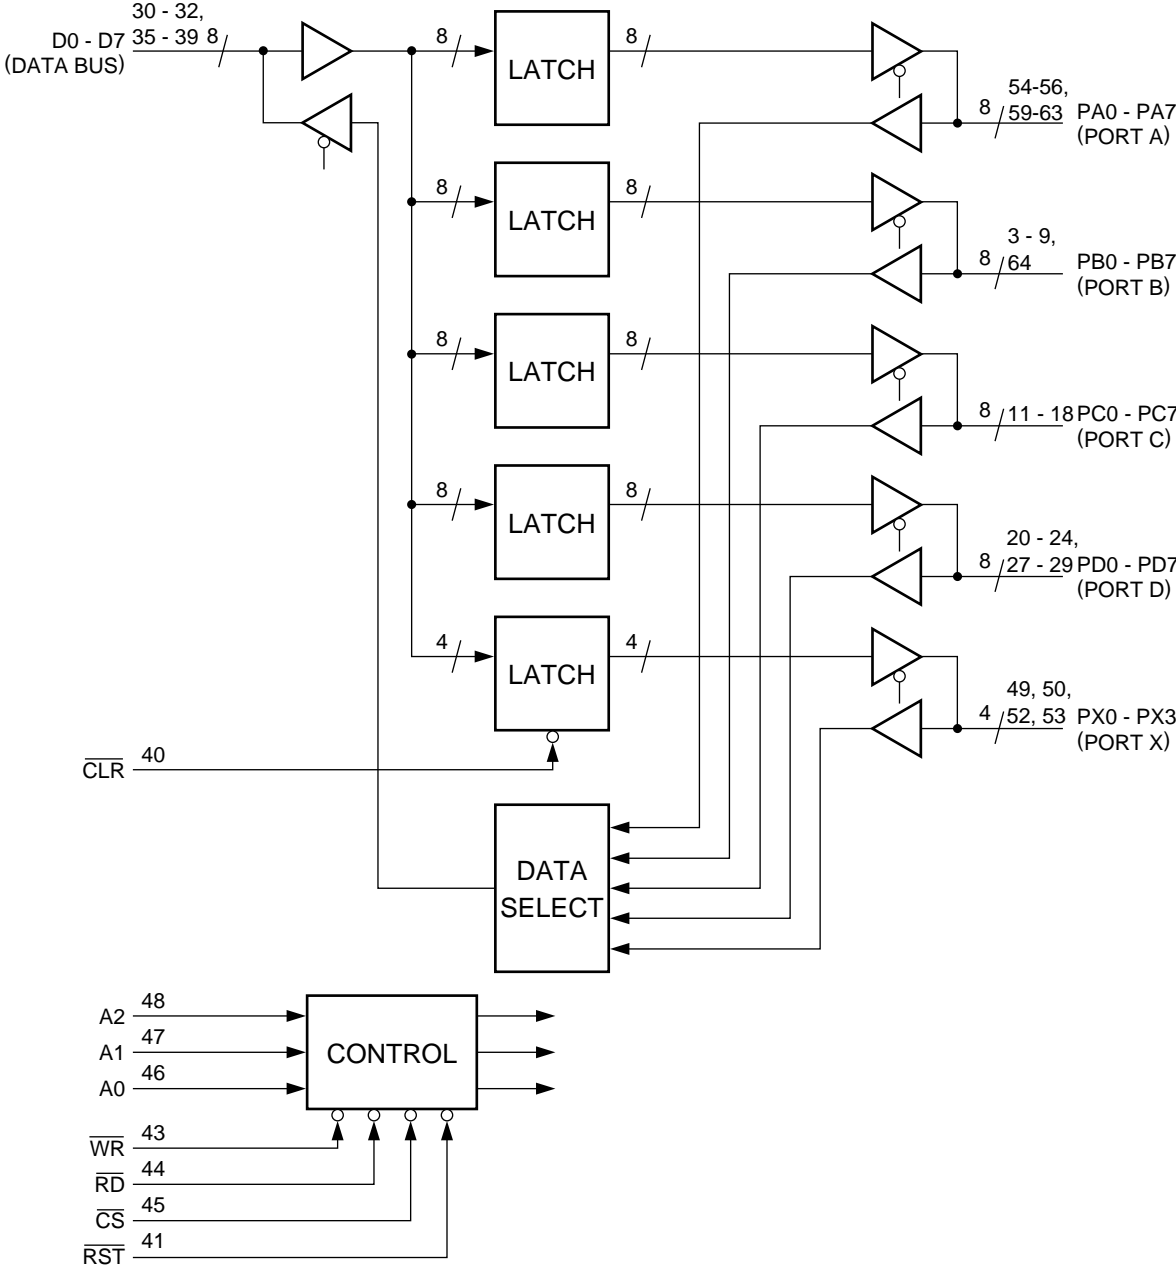 30 - 32,
D0 - D7 35 - 39 8
(DATA BUS)
8 LATCH 8
54-56,
8 59-63 PA0 - PA7
(PORT A)
8 LATCH 8
3 - 9,
8 64 PB0 - PB7
(PORT B)
8 LATCH 8
8 11 - 18 PC0 - PC7
(PORT C)
8 LATCH 8
20 - 24,
8 27 - 29 PD0 - PD7
(PORT D)
4 LATCH 4
49, 50,
4 52, 53 PX0 - PX3
(PORT X)
CLR 40
DATA
SELECT
A2 48
A1 47
A0 46
CONTROL
WR 43
RD 44
CS 45
RST 41